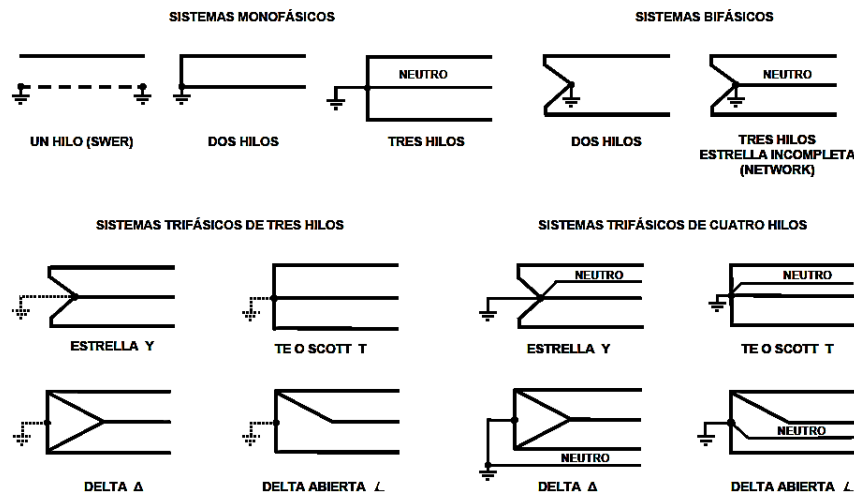 SISTEMAS MONOFÁSICOS
SISTEMAS BIFÁSICOS
NEUTRO
NEUTRO
UN HILO (SWER)
DOS HILOS
TRES HILOS
DOS HILOS
TRES HILOS
ESTRELLA INCOMPLETA
(NETWORK)
SISTEMAS TRIFÁSICOS DE TRES HILOS
SISTEMAS TRIFÁSICOS DE CUATRO HILOS
NEUTRO
NEUTRO
ESTRELLA Y
TE O SCOTT T
ESTRELLA Y
TE O SCOTT T
NEUTRO
NEUTRO
DELTA Δ
DELTA ABIERTA ∠
DELTA Δ
DELTA ABIERTA ∠